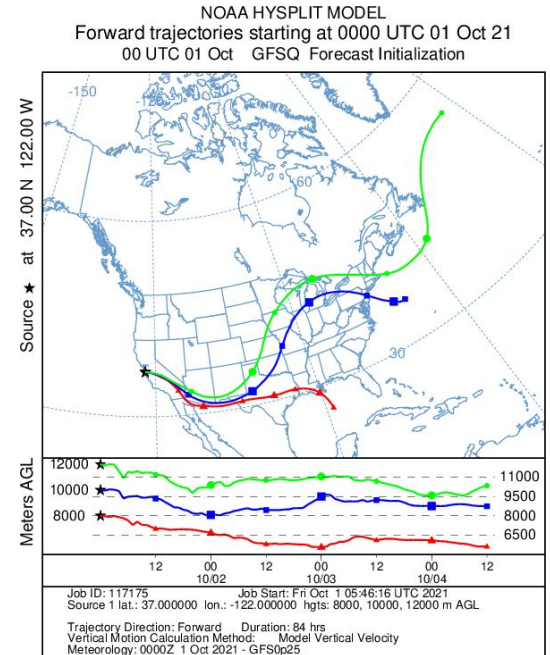 NOAA HYSPLIT MODEL
Forward trajectories starting at 0000 UTC 01 Oct 21
00 UTC 01 Oct GFSQ Forecast Initialization
Source ★ at 37.00 N 122.00 W
-150
-120
60
30
Meters AGL
12000
10000
8000
11000
9500
8000
6500
12 00 12 00 12 00 12
10/02 10/03 10/04
Job ID: 117175 Job Start: Fri Oct 1 05:46:16 UTC 2021
Source 1 lat.: 37.000000 lon.: -122.000000 hgts: 8000, 10000, 12000 m AGL
Trajectory Direction: Forward Duration: 84 hrs
Vertical Motion Calculation Method: Model Vertical Velocity
Meteorology: 0000Z 1 Oct 2021 - GFS0p25